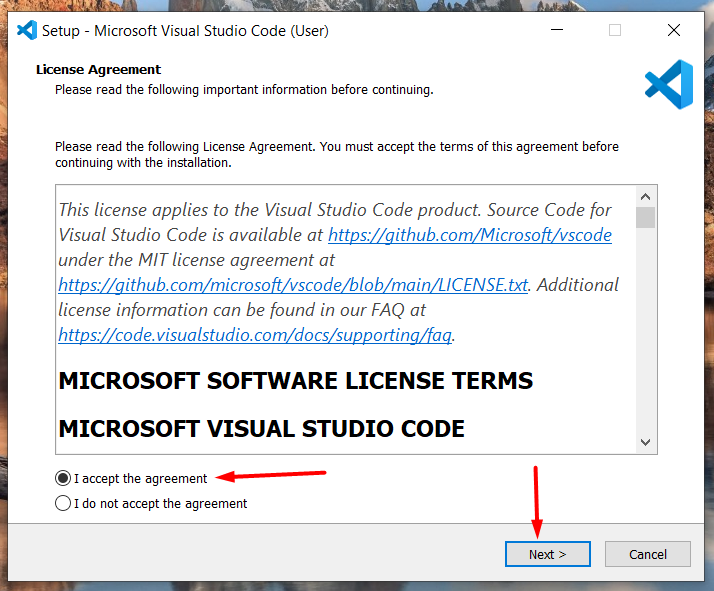 Setup - Microsoft Visual Studio Code (User)
License Agreement
Please read the following important information before continuing.
Please read the following License Agreement. You must accept the terms of this agreement before
continuing with the installation.
This license applies to the Visual Studio Code product. Source Code for
Visual Studio Code is available at https://github.com/Microsoft/vscode
under the MIT license agreement at
https://github.com/microsoft/vscode/blob/main/LICENSE.txt. Additional
license information can be found in our FAQ at
https://code.visualstudio.com/docs/supporting/faq.
MICROSOFT SOFTWARE LICENSE TERMS
MICROSOFT VISUAL STUDIO CODE
I accept the agreement
I do not accept the agreement
Next >
Cancel